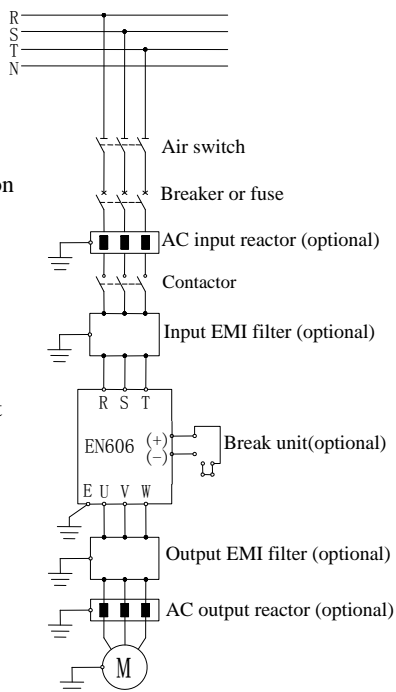 R
S
T
N
Air switch
on
Breaker or fuse
AC input reactor (optional)
Contactor
Input EMI filter (optional)
R S T
t
EN606 (+)
(−)
Break unit(optional)
E U V W
Output EMI filter (optional)
AC output reactor (optional)
M